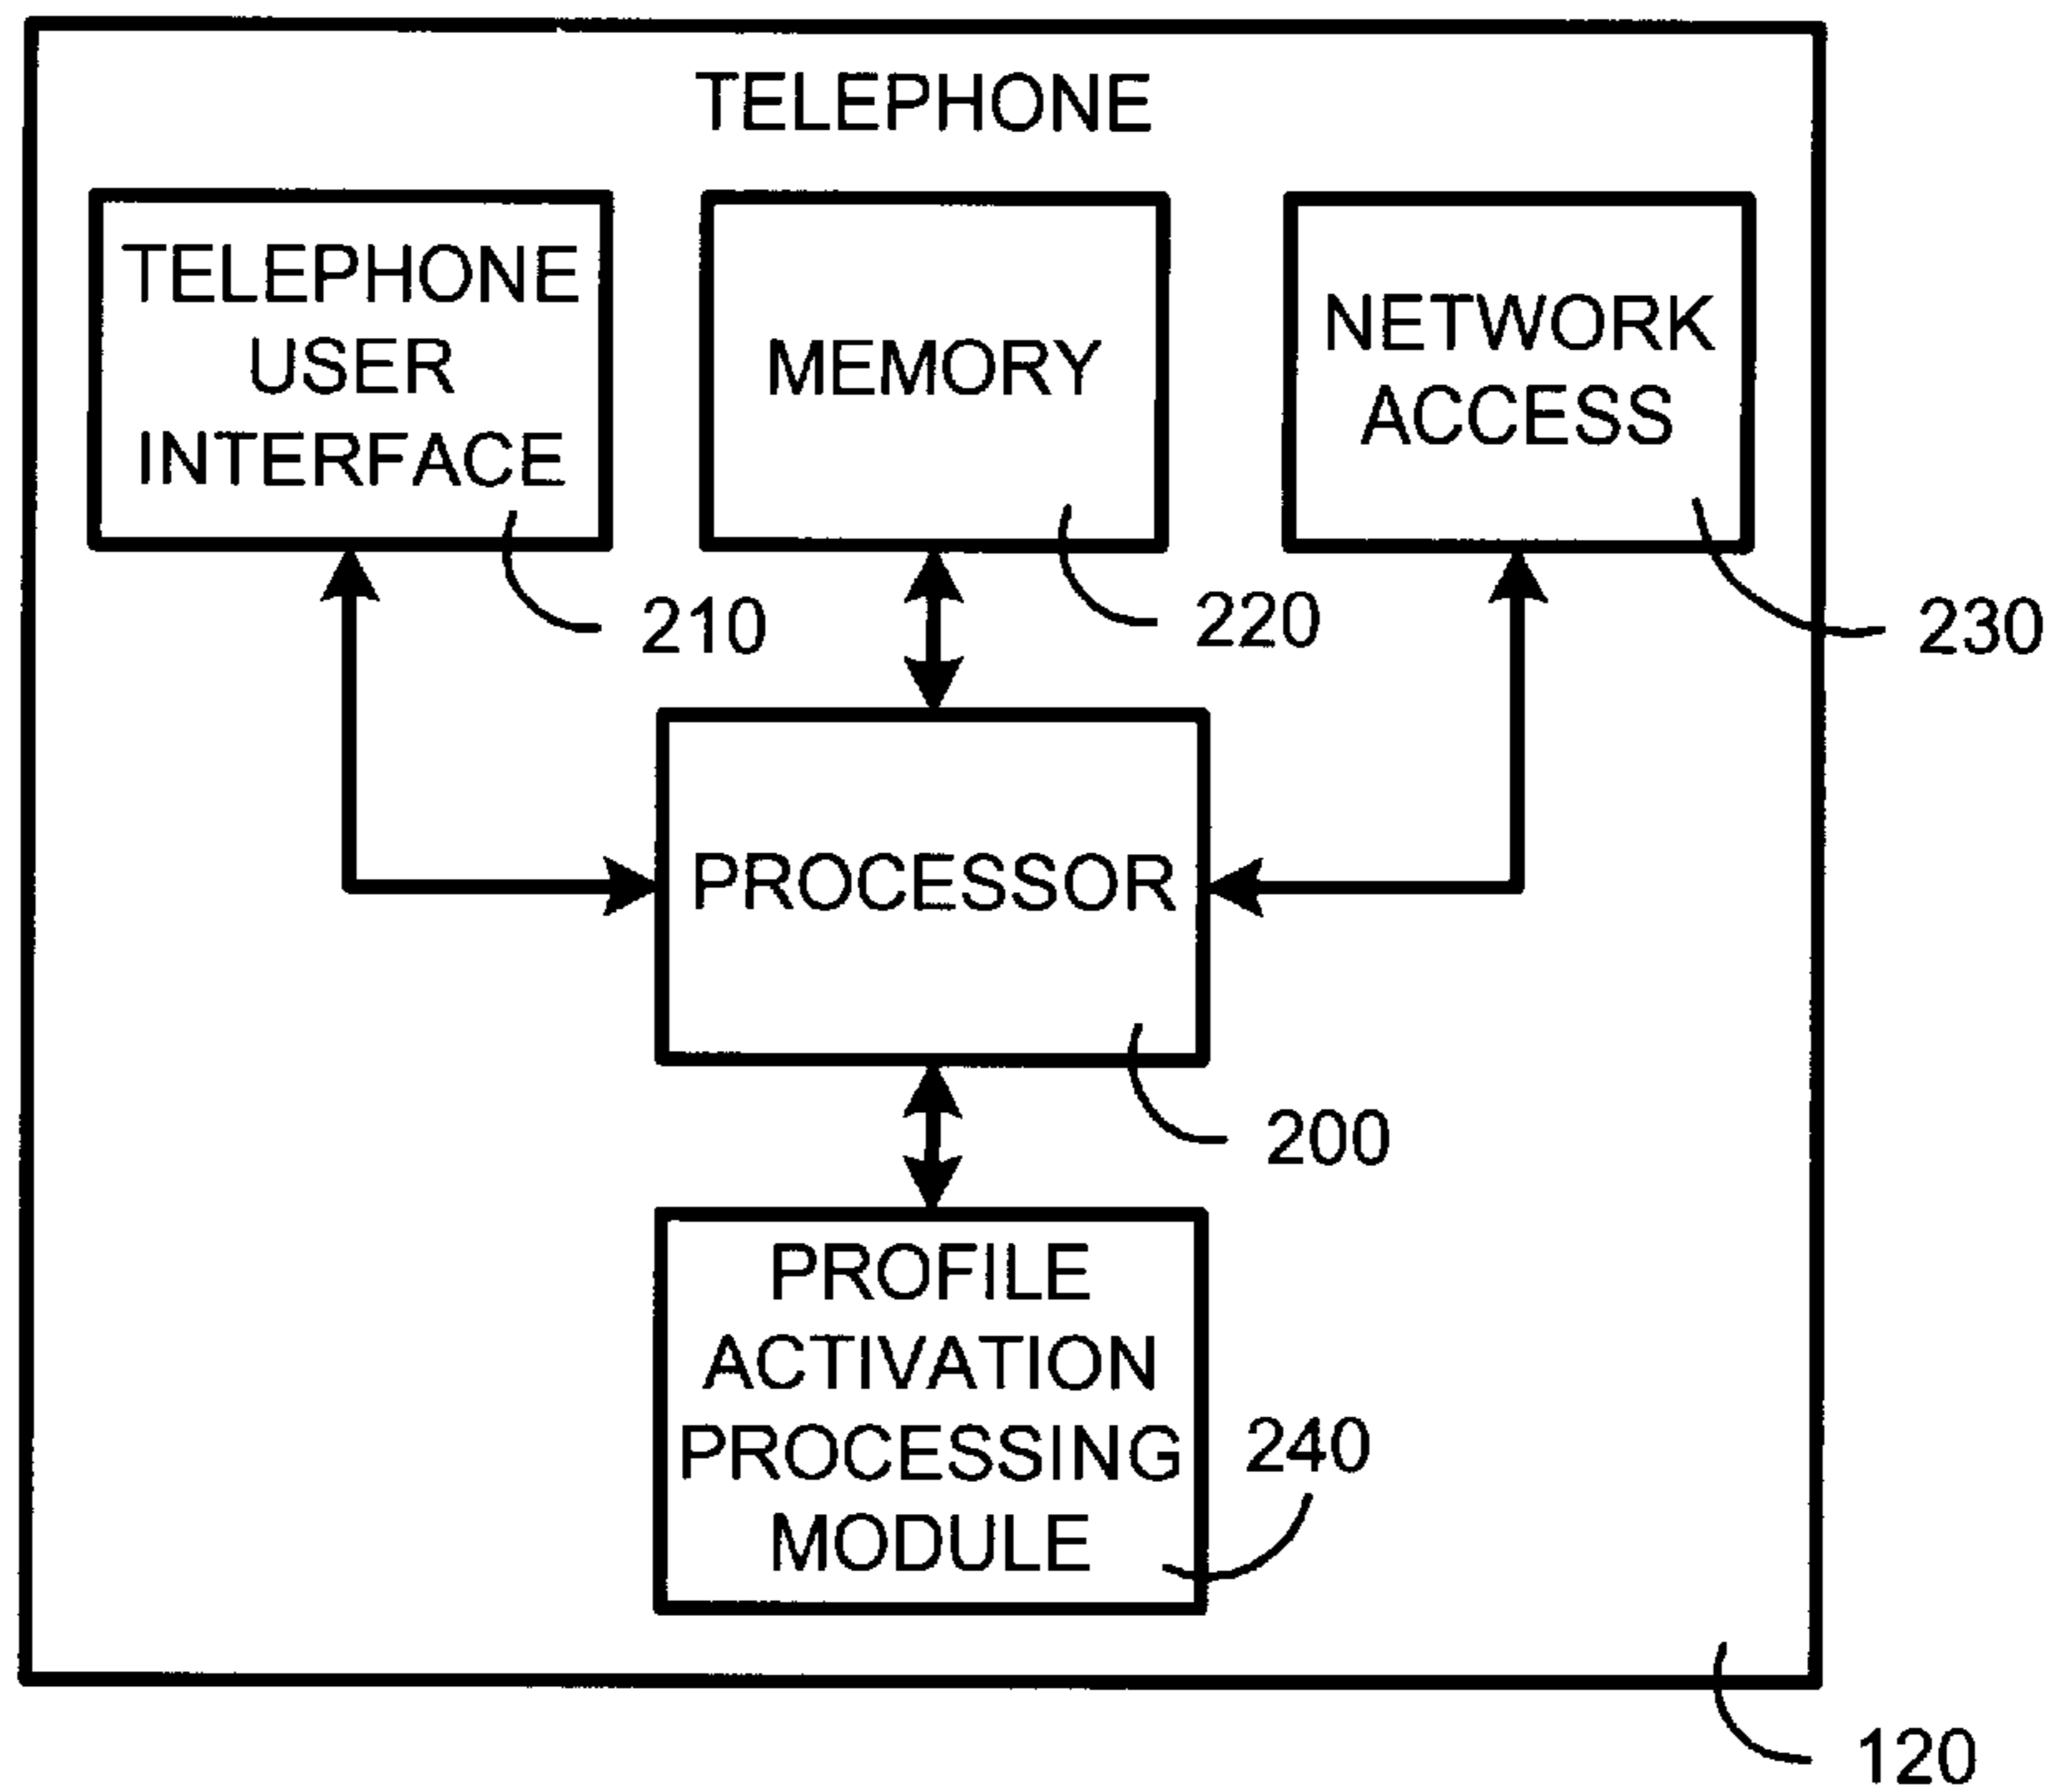 TELEPHONE
TELEPHONE
USER
INTERFACE
MEMORY
NETWORK
ACCESS
210
220
230
PROCESSOR
200
PROFILE
ACTIVATION
PROCESSING
MODULE
240
120